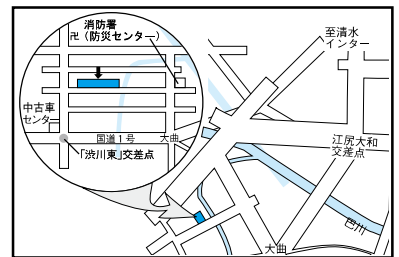 消防署
卍(防災センター)
至清水
インター
中古車
センター
国道1号
大曲
「渋川東」交差点
江尻大和
交差点
巴川
大曲